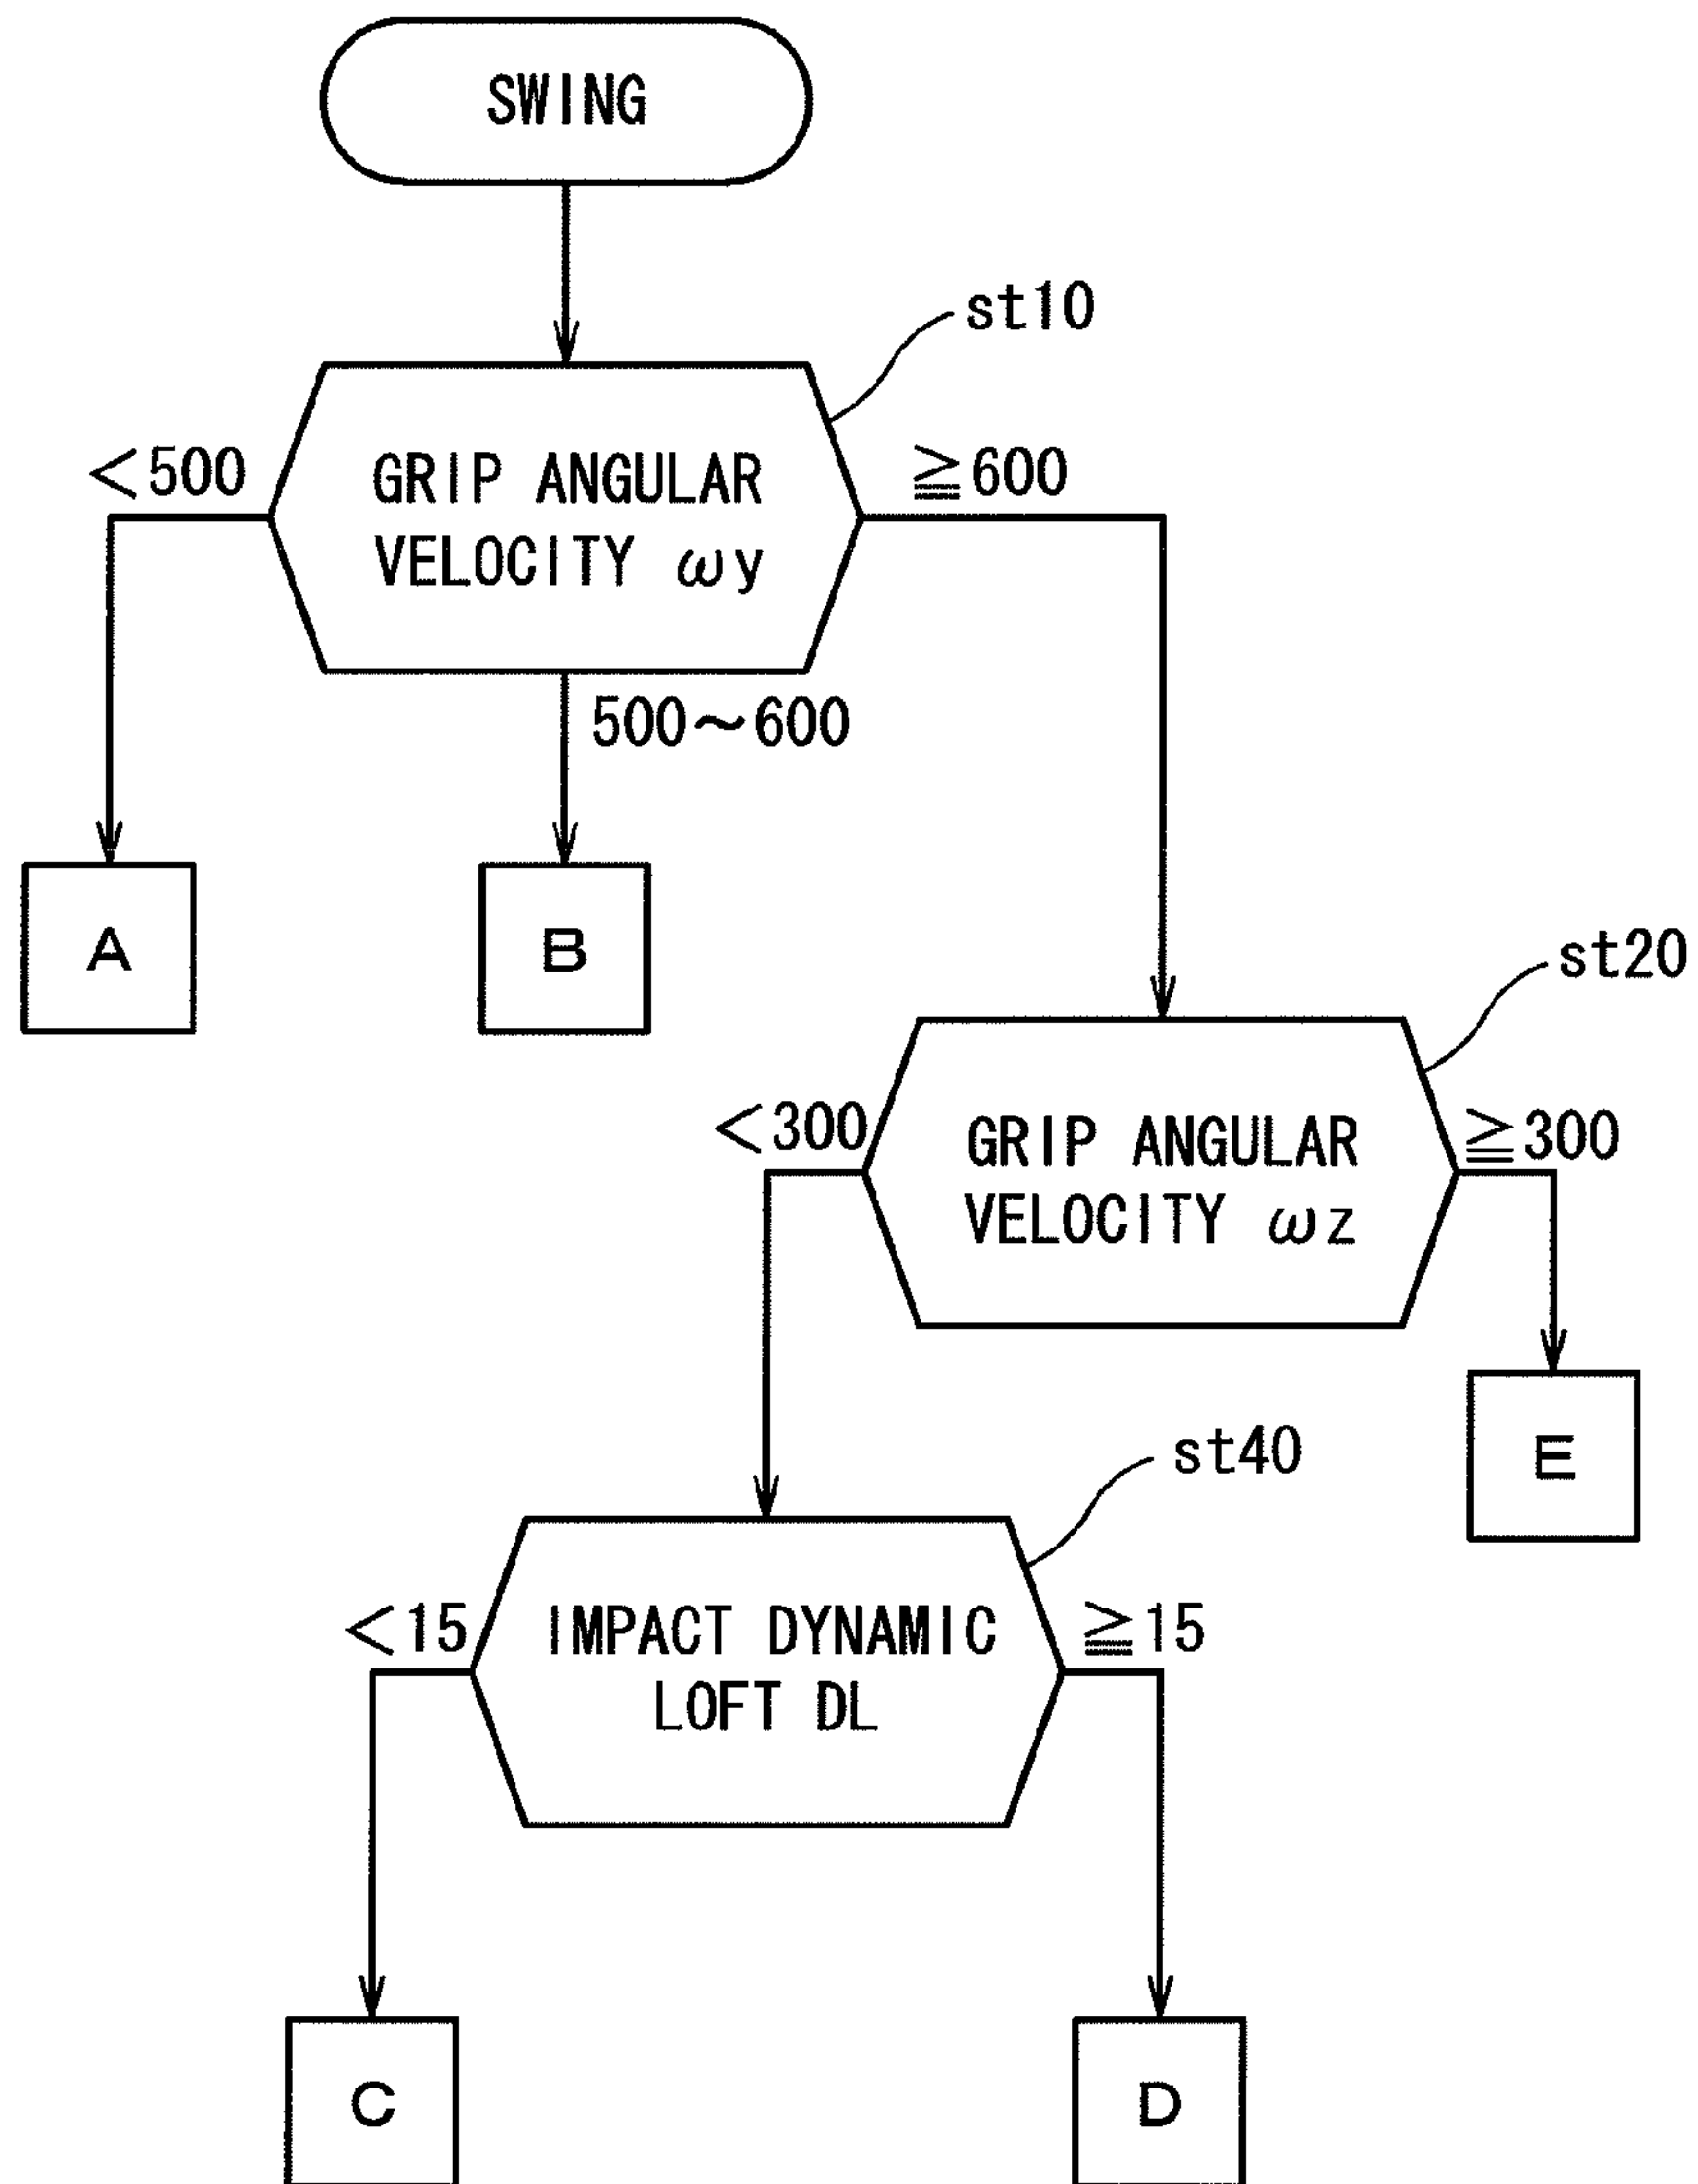 SWING
st10
<500
GRIP ANGULAR
VELOCITY ωy
≧600
500~600
A
B
st20
<300
GRIP ANGULAR
VELOCITY ωz
≧300
E
st40
<15
IMPACT DYNAMIC
LOFT DL
≧15
C
D